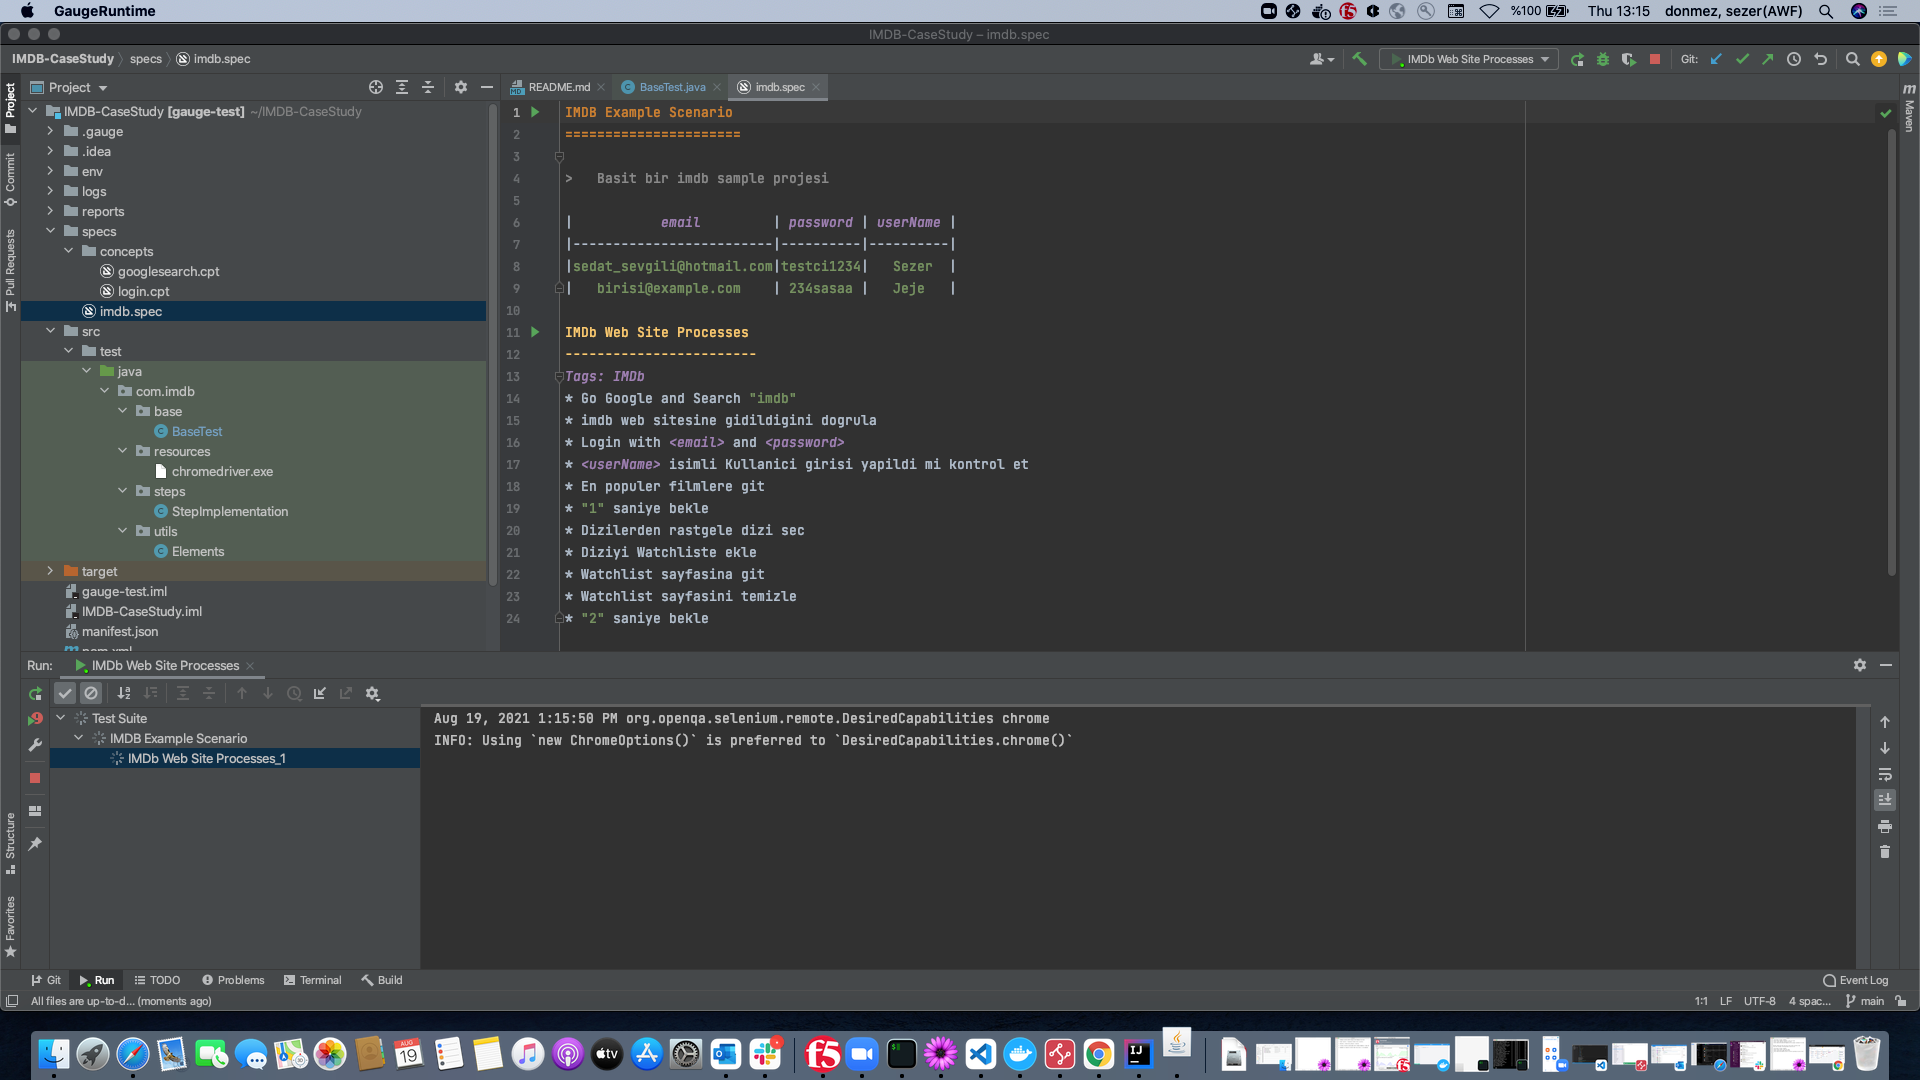 GaugeRuntime
%100
Thu 13:15
donmez, sezer(AWF)
IMDB-CaseStudy – imdb.spec
IMDB-CaseStudy
specs
imdb.spec
IMDb Web Site Processes
Git:
Project
README.md
BaseTest.java
imdb.spec
Project
Commit
Pull Requests
Structure
Favorites
Maven
IMDB-CaseStudy [gauge-test] ~/IMDB-CaseStudy
.gauge
.idea
env
logs
reports
specs
concepts
googlesearch.cpt
login.cpt
imdb.spec
src
test
java
com.imdb
base
BaseTest
resources
chromedriver.exe
steps
StepImplementation
utils
Elements
target
gauge-test.iml
IMDB-CaseStudy.iml
manifest.json
1 IMDB Example Scenario
2 ======================
3
4 > Basit bir imdb sample projesi
5
6 | email | password | userName |
7 |-------------------------|----------|----------|
8 |sedat_sevgili@hotmail.com|testci1234| Sezer |
9 | birisi@example.com | 234sasaa | Jeje |
10
11 IMDb Web Site Processes
12 ------------------------
13 Tags: IMDb
14 * Go Google and Search "imdb"
15 * imdb web sitesine gidildigini dogrula
16 * Login with <email> and <password>
17 * <userName> isimli Kullanici girisi yapildi mi kontrol et
18 * En populer filmlere git
19 * "1" saniye bekle
20 * Dizilerden rastgele dizi sec
21 * Diziyi Watchliste ekle
22 * Watchlist sayfasina git
23 * Watchlist sayfasini temizle
24 * "2" saniye bekle
Run: IMDb Web Site Processes
Test Suite
IMDB Example Scenario
IMDb Web Site Processes_1
Aug 19, 2021 1:15:50 PM org.openqa.selenium.remote.DesiredCapabilities chrome
INFO: Using `new ChromeOptions()` is preferred to `DesiredCapabilities.chrome()`
Git
Run
TODO
Problems
Terminal
Build
Event Log
All files are up-to-d... (moments ago)
1:1
LF
UTF-8
4 spac...
main
AUG
19
tv
IJ